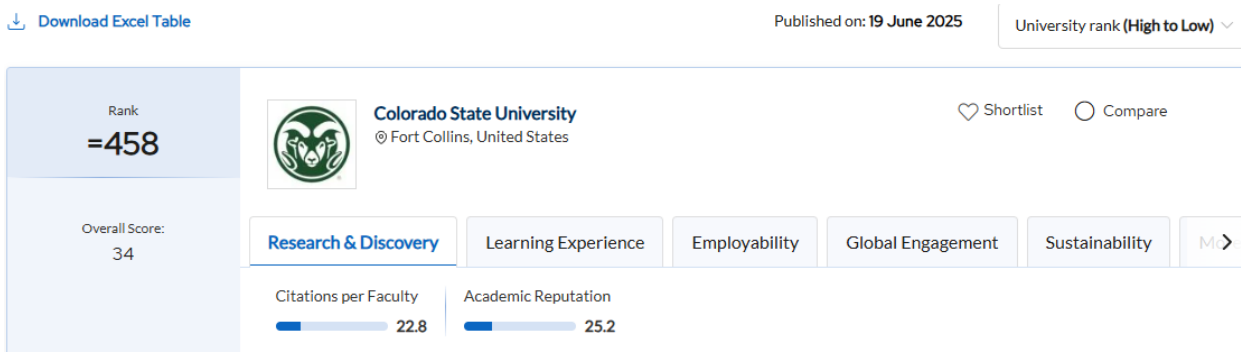 Download Excel Table
Published on: 19 June 2025
University rank (High to Low)
Rank
=458
Colorado State University
Fort Collins, United States
Shortlist
Compare
Overall Score:
34
Research & Discovery
Learning Experience
Employability
Global Engagement
Sustainability
Citations per Faculty
22.8
Academic Reputation
25.2